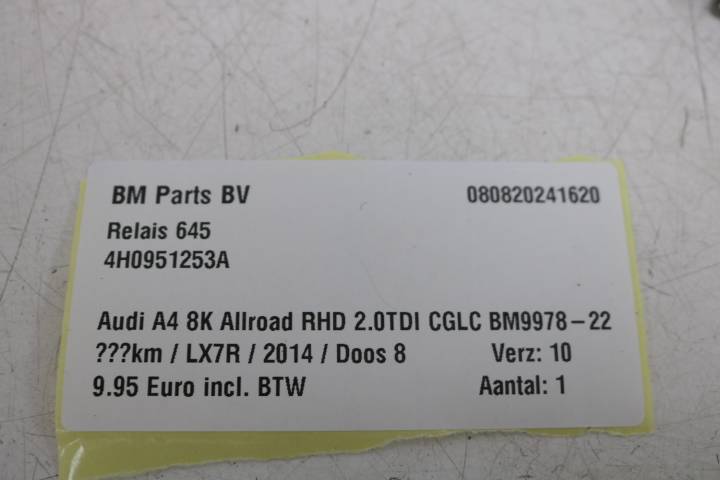 BM Parts BV 080820241620
Relais 645
4H0951253A
Audi A4 8K Allroad RHD 2.0TDI CGLC BM9978-22
???km / LX7R / 2014 / Doos 8 Verz: 10
9.95 Euro incl. BTW Aantal: 1